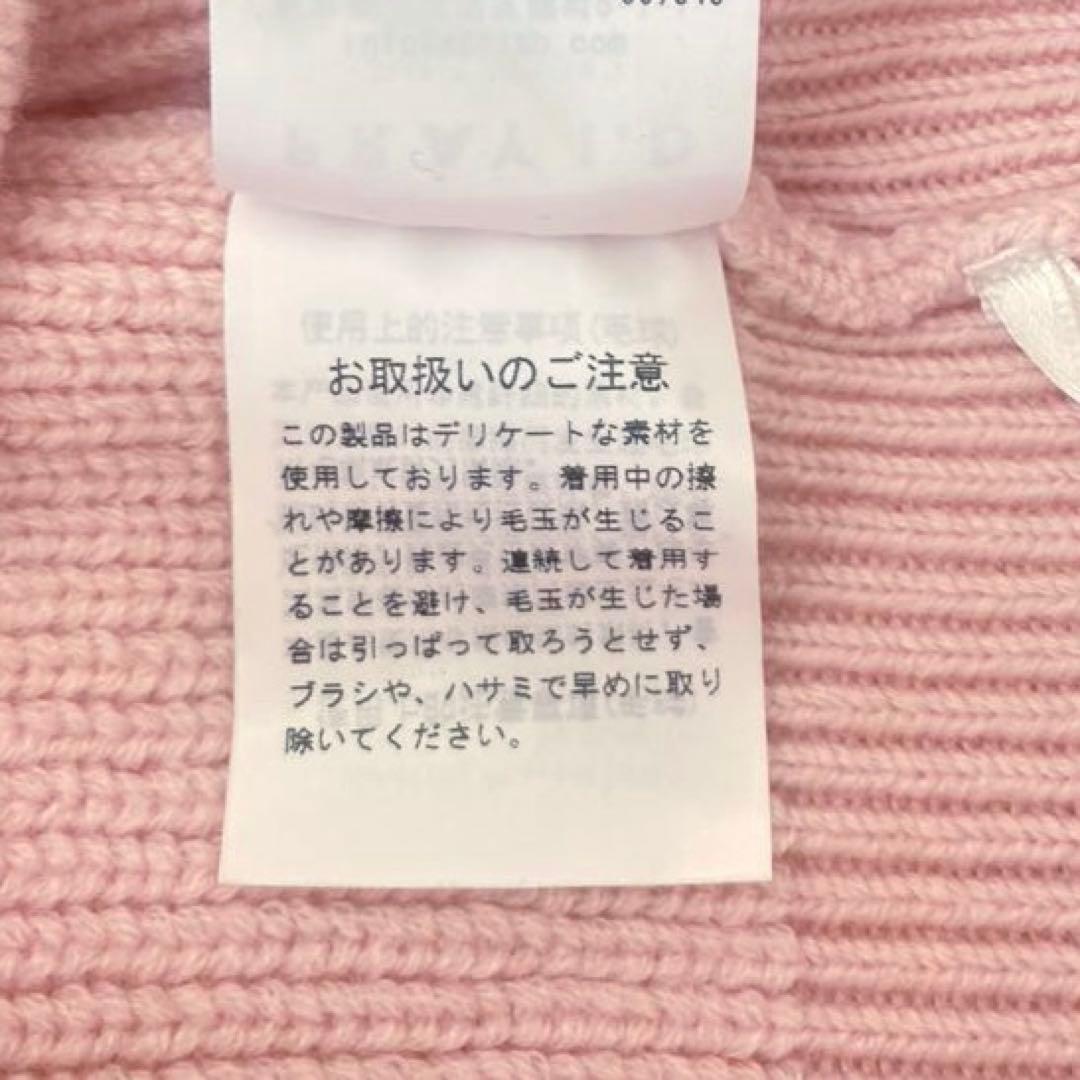 お取扱いのご注意
この製品はデリケートな素材を
使用しております。着用中の擦
れや摩擦により毛玉が生じるこ
とがあります。連続して着用す
ることを避け、毛玉が生じた場
合は引っぱって取ろうとせず、
ブラシや、ハサミで早めに取り
除いてください。